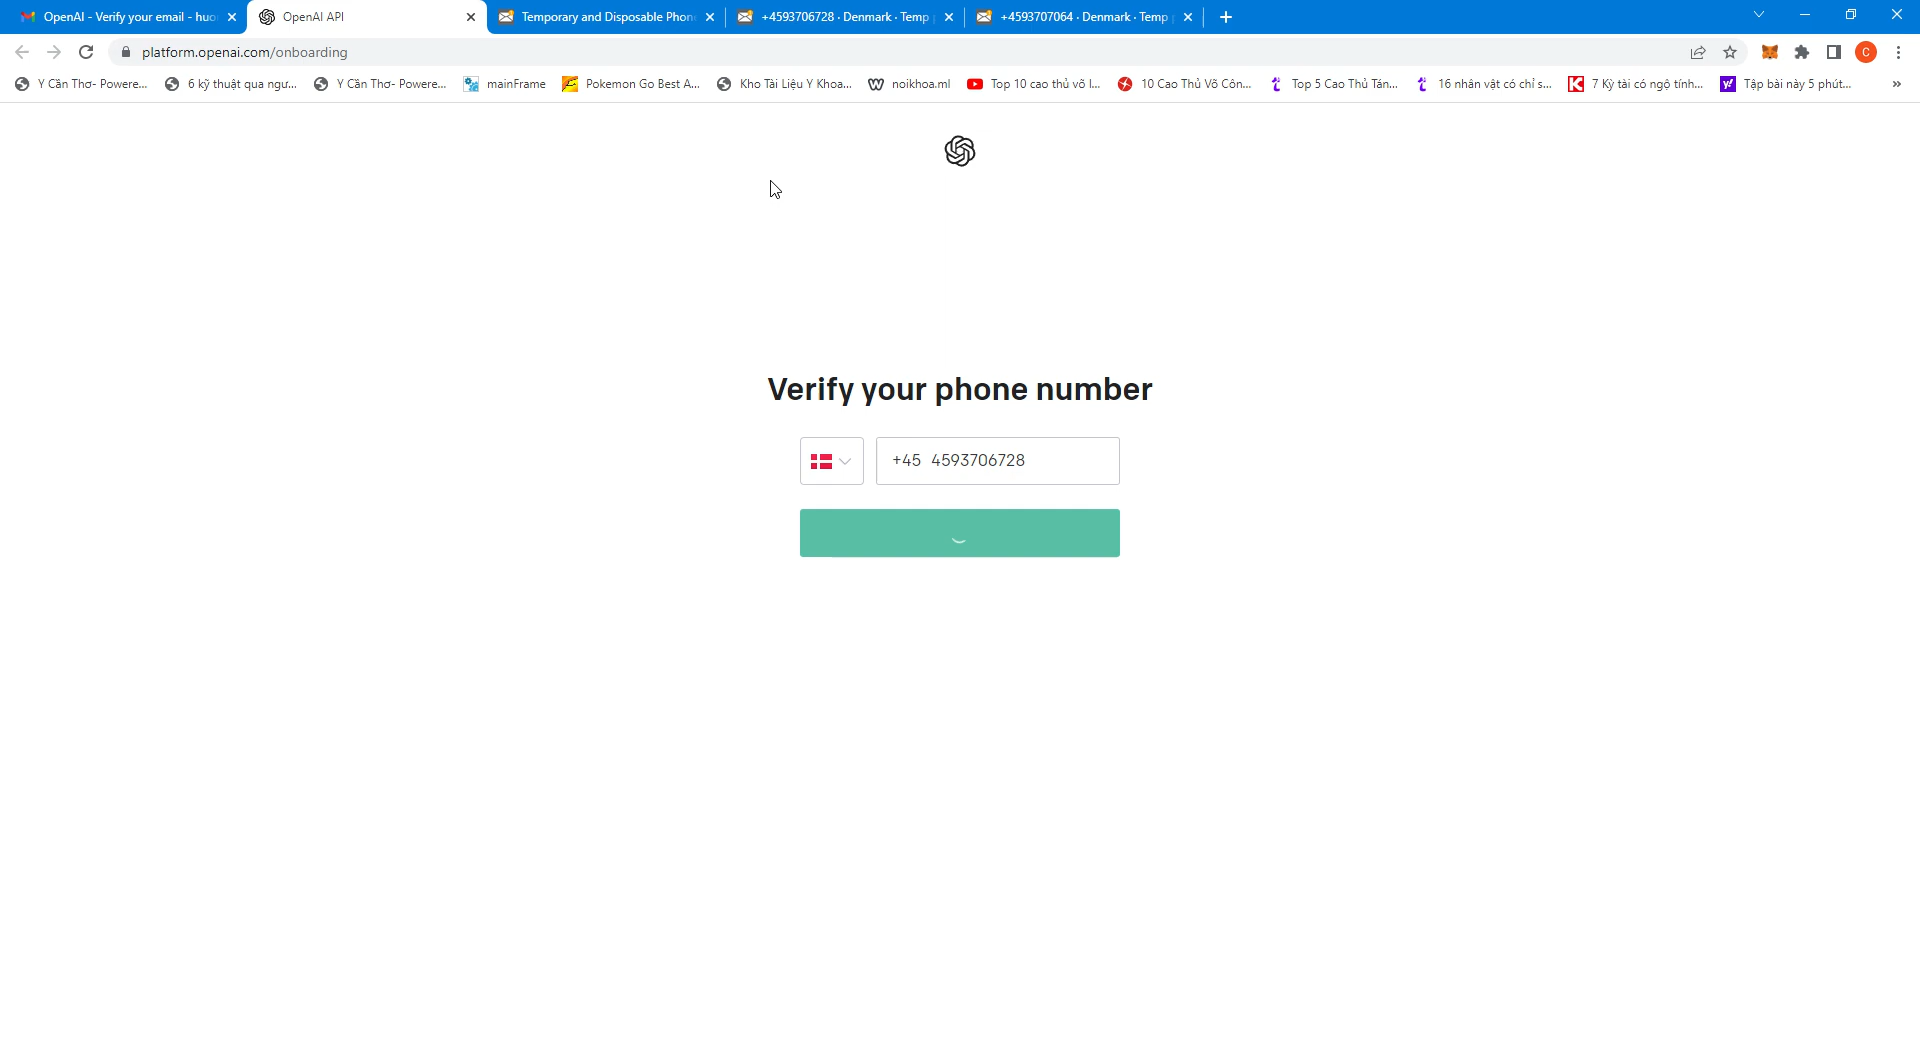 OpenAI - Verify your email - huo
OpenAI API
Temporary and Disposable Phon
+4593706728 · Denmark · Temp
+4593707064 · Denmark · Temp
platform.openai.com/onboarding
C
Y Cần Thơ- Powere...
6 kỹ thuật qua ngư...
Y Cần Thơ- Powere...
mainFrame
Pokemon Go Best A...
Kho Tài Liệu Y Khoa...
noikhoa.ml
Top 10 cao thủ võ l...
10 Cao Thủ Võ Côn...
Top 5 Cao Thủ Tán...
16 nhân vật có chỉ s...
7 Kỳ tài có ngộ tính...
Tập bài này 5 phút...
Verify your phone number
+45 4593706728